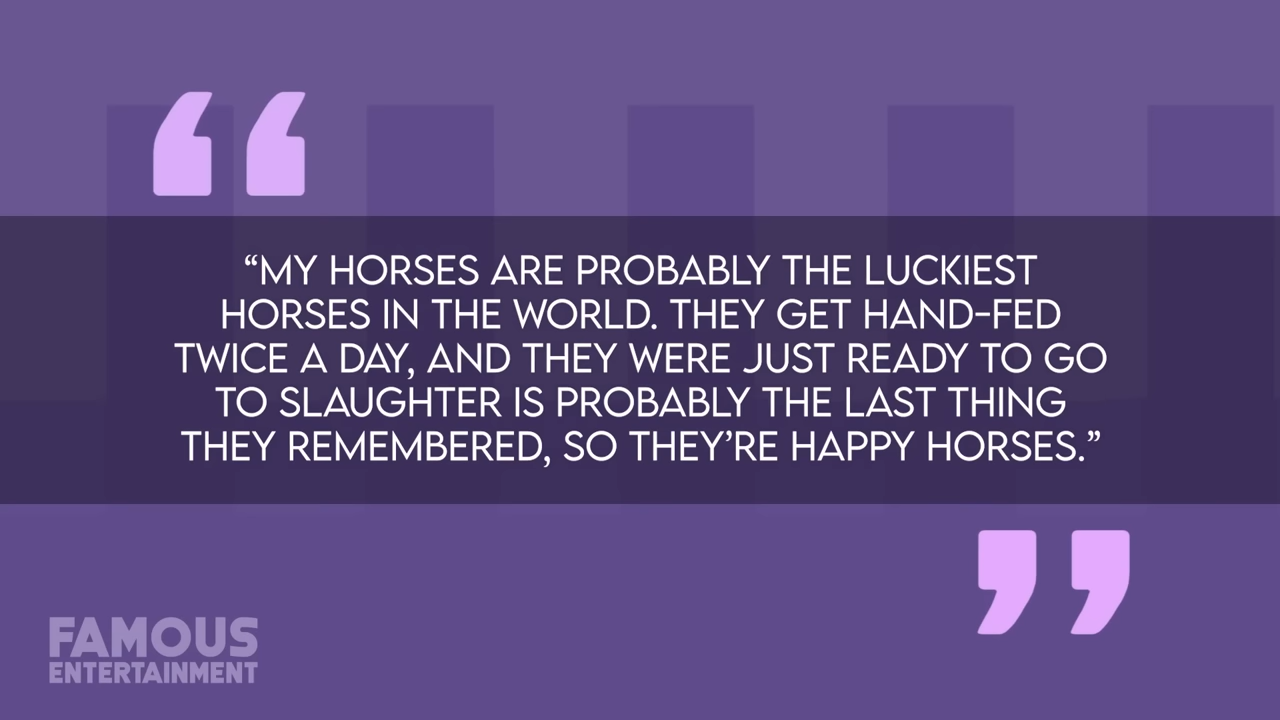 “MY HORSES ARE PROBABLY THE LUCKIEST
HORSES IN THE WORLD. THEY GET HAND-FED
TWICE A DAY, AND THEY WERE JUST READY TO GO
TO SLAUGHTER IS PROBABLY THE LAST THING
THEY REMEMBERED, SO THEY’RE HAPPY HORSES.”
FAMOUS
ENTERTAINMENT